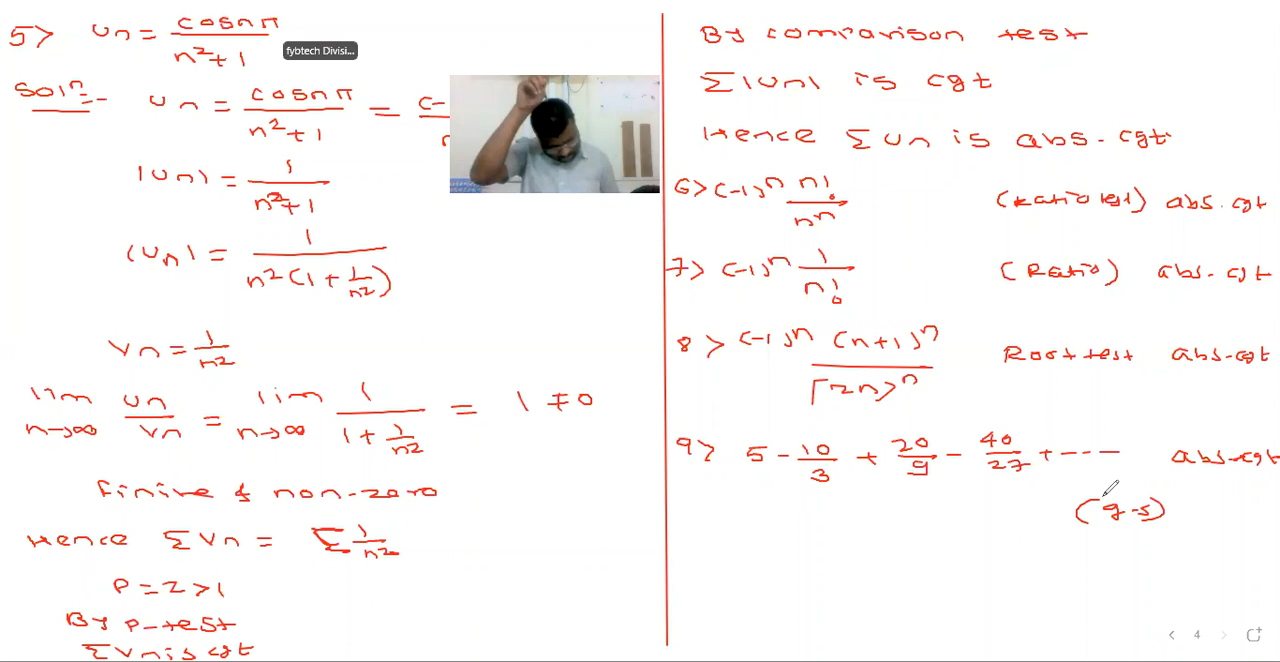 5> un = cosnπ / n²+1
fybtech Divisi...
Soln:- un = cosnπ / n²+1 = (-
|un| = 1 / n²+1
|un| = 1 / n²(1 + 1/n²)
vn = 1/n²
lim n→∞ un/vn = lim n→∞ 1 / 1 + 1/n² = 1 ≠ 0
finite & non-zero
Hence Σvn = Σ 1/n²
P = 2 > 1
By P-test
Σvn is cgt
By comparison test
Σ|un| is cgt
Hence Σun is abs. cgt
6> (-1)ⁿ n! / nⁿ (Ratio test) abs. cgt
7> (-1)ⁿ 1 / n! (Ratio) abs. cgt
8> (-1)ⁿ (n+1)ⁿ / [2n>ⁿ Root test abs-cgt
9> 5 - 10/3 + 20/9 - 40/27 + ---- abs-cgt
(g-s)
4